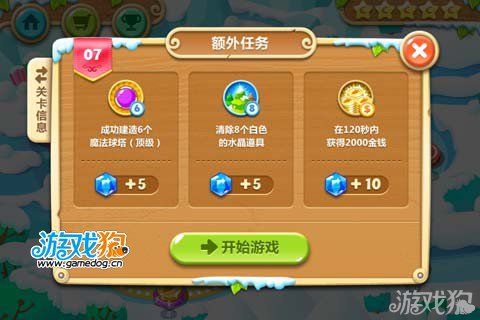 额外任务
07
关卡信息
6
成功建造6个
魔法球塔（顶级）
+5
8
清除8个白色
的水晶道具
+5
$
在120秒内
获得2000金钱
+10
开始游戏
游戏狗
www.gamedog.cn
游戏狗